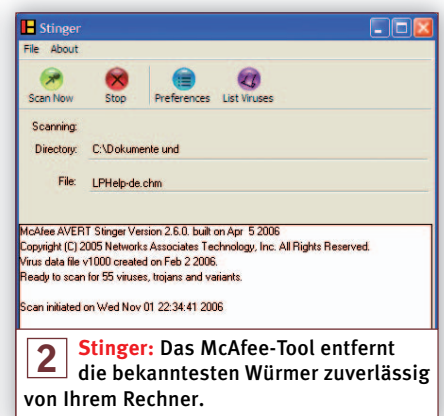 Stinger
File About
Scan Now Stop Preferences List Viruses
Scanning:
Directory: C:\Dokumente und
File: LPHelp-de.chm
McAfee AVERT Stinger Version 2.6.0. built on Apr 5 2006
Copyright (C) 2005 Networks Associates Technology, Inc. All Rights Reserved.
Virus data file v1000 created on Feb 2 2006.
Ready to scan for 55 viruses, trojans and variants.
Scan initiated on Wed Nov 01 22:34:41 2006
2 Stinger: Das McAfee-Tool entfernt
die bekanntesten Würmer zuverlässig
von Ihrem Rechner.